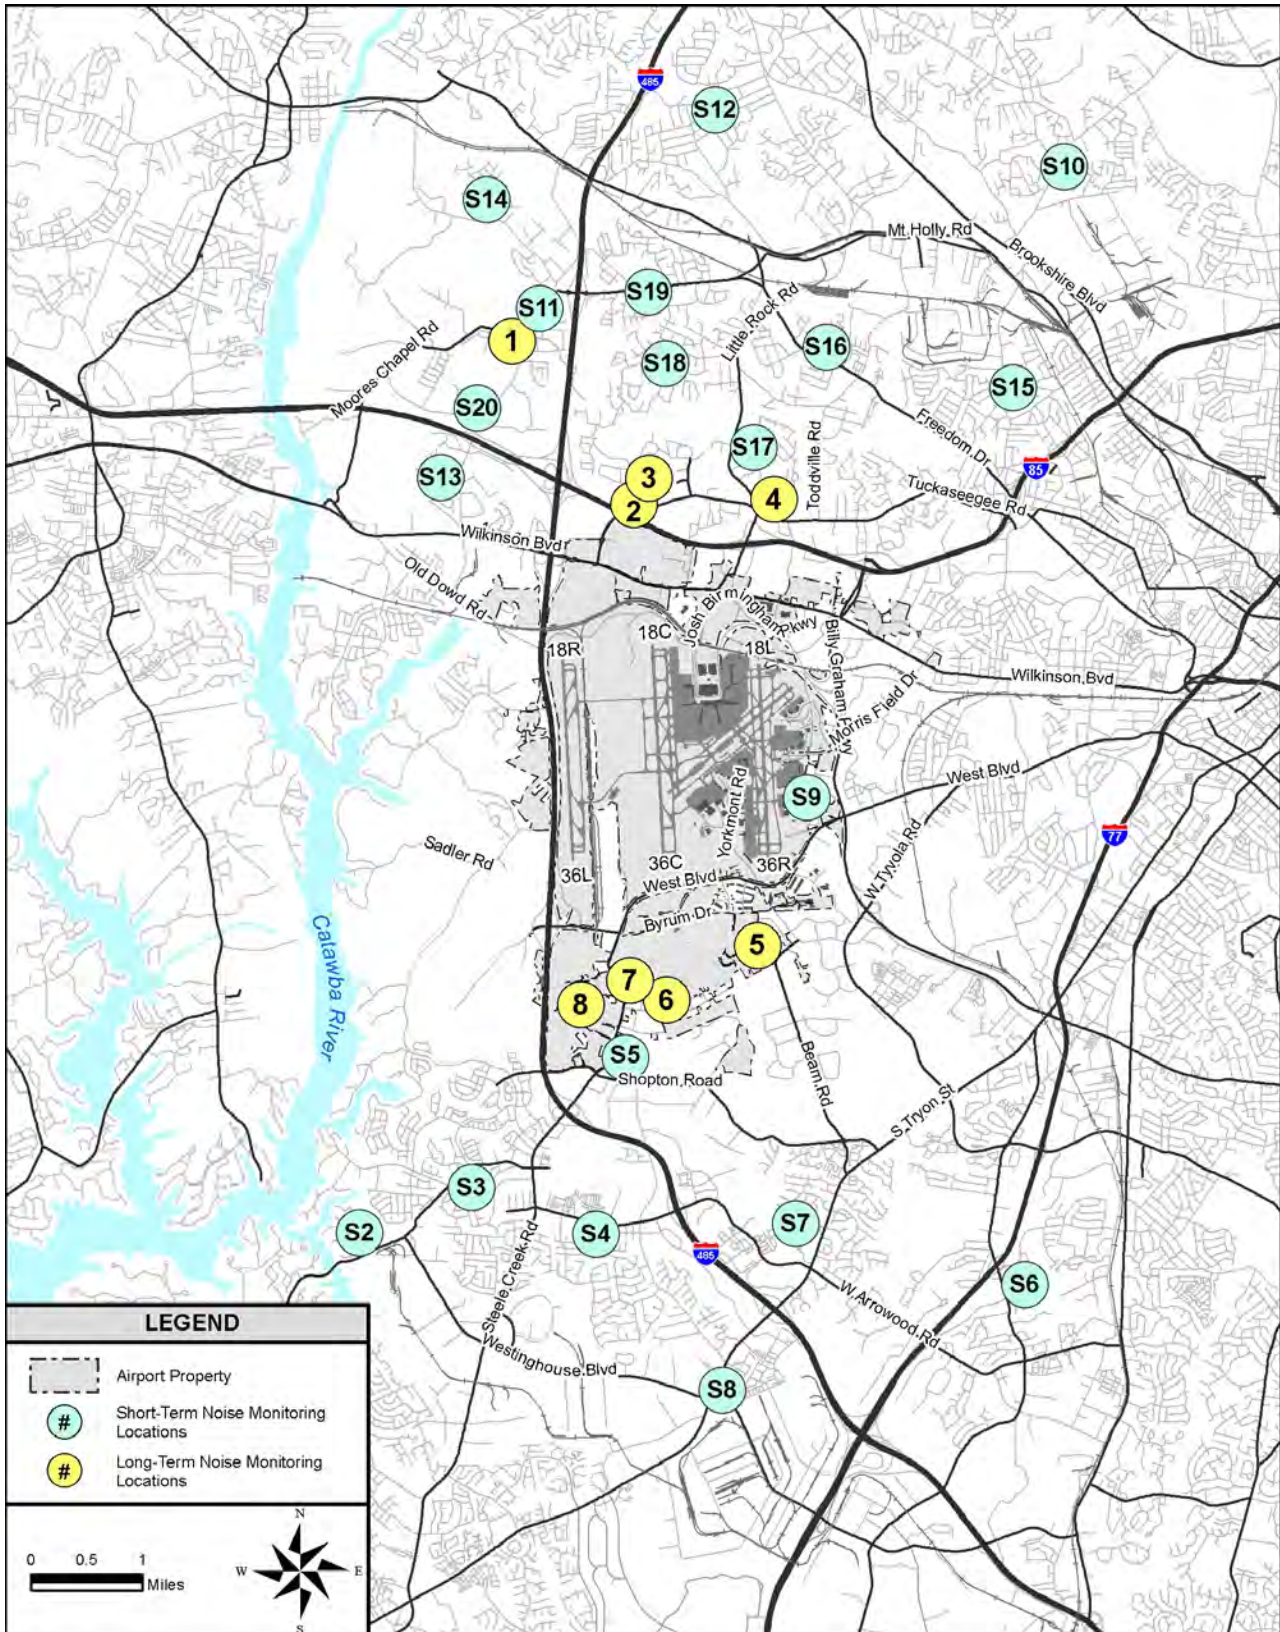 485
S12
S10
S14
Mt Holly Rd
Brookshire Blvd
S19
S11
Little Rock Rd
1
Moores Chapel Rd
S16
S18
S15
S20
Freedom Dr
S17
Toddville Rd
S13
3
85
2
4
Tuckaseegee Rd
Wilkinson Bvd
Old Dowd Rd
Josh Birmingham Pkwy
Billy Graham Pkwy
18C
18R
18L
Wilkinson Bvd
Morris Field Dr
West Blvd
S9
Yorkmont Rd
77
W Tyvola Rd
Sadler Rd
36C
36R
36L
West Blvd
Byrum Dr
Catawba River
5
7
6
8
S5
Shopton Road
Beam Rd
S Tryon St
S3
S2
S4
S7
485
Steele Creek Rd
S6
W Arrowood Rd
Westinghouse Blvd
S8
LEGEND
Airport Property
# Short-Term Noise Monitoring
Locations
# Long-Term Noise Monitoring
Locations
N
W
E
S
0 0.5 1
Miles